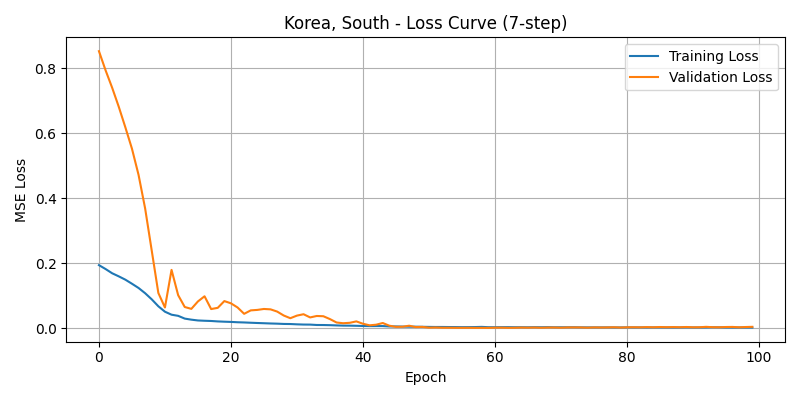 Korea, South - Loss Curve (7-step)
Training Loss
Validation Loss
MSE Loss
0.8
0.6
0.4
0.2
0.0
0 20 40 60 80 100
Epoch